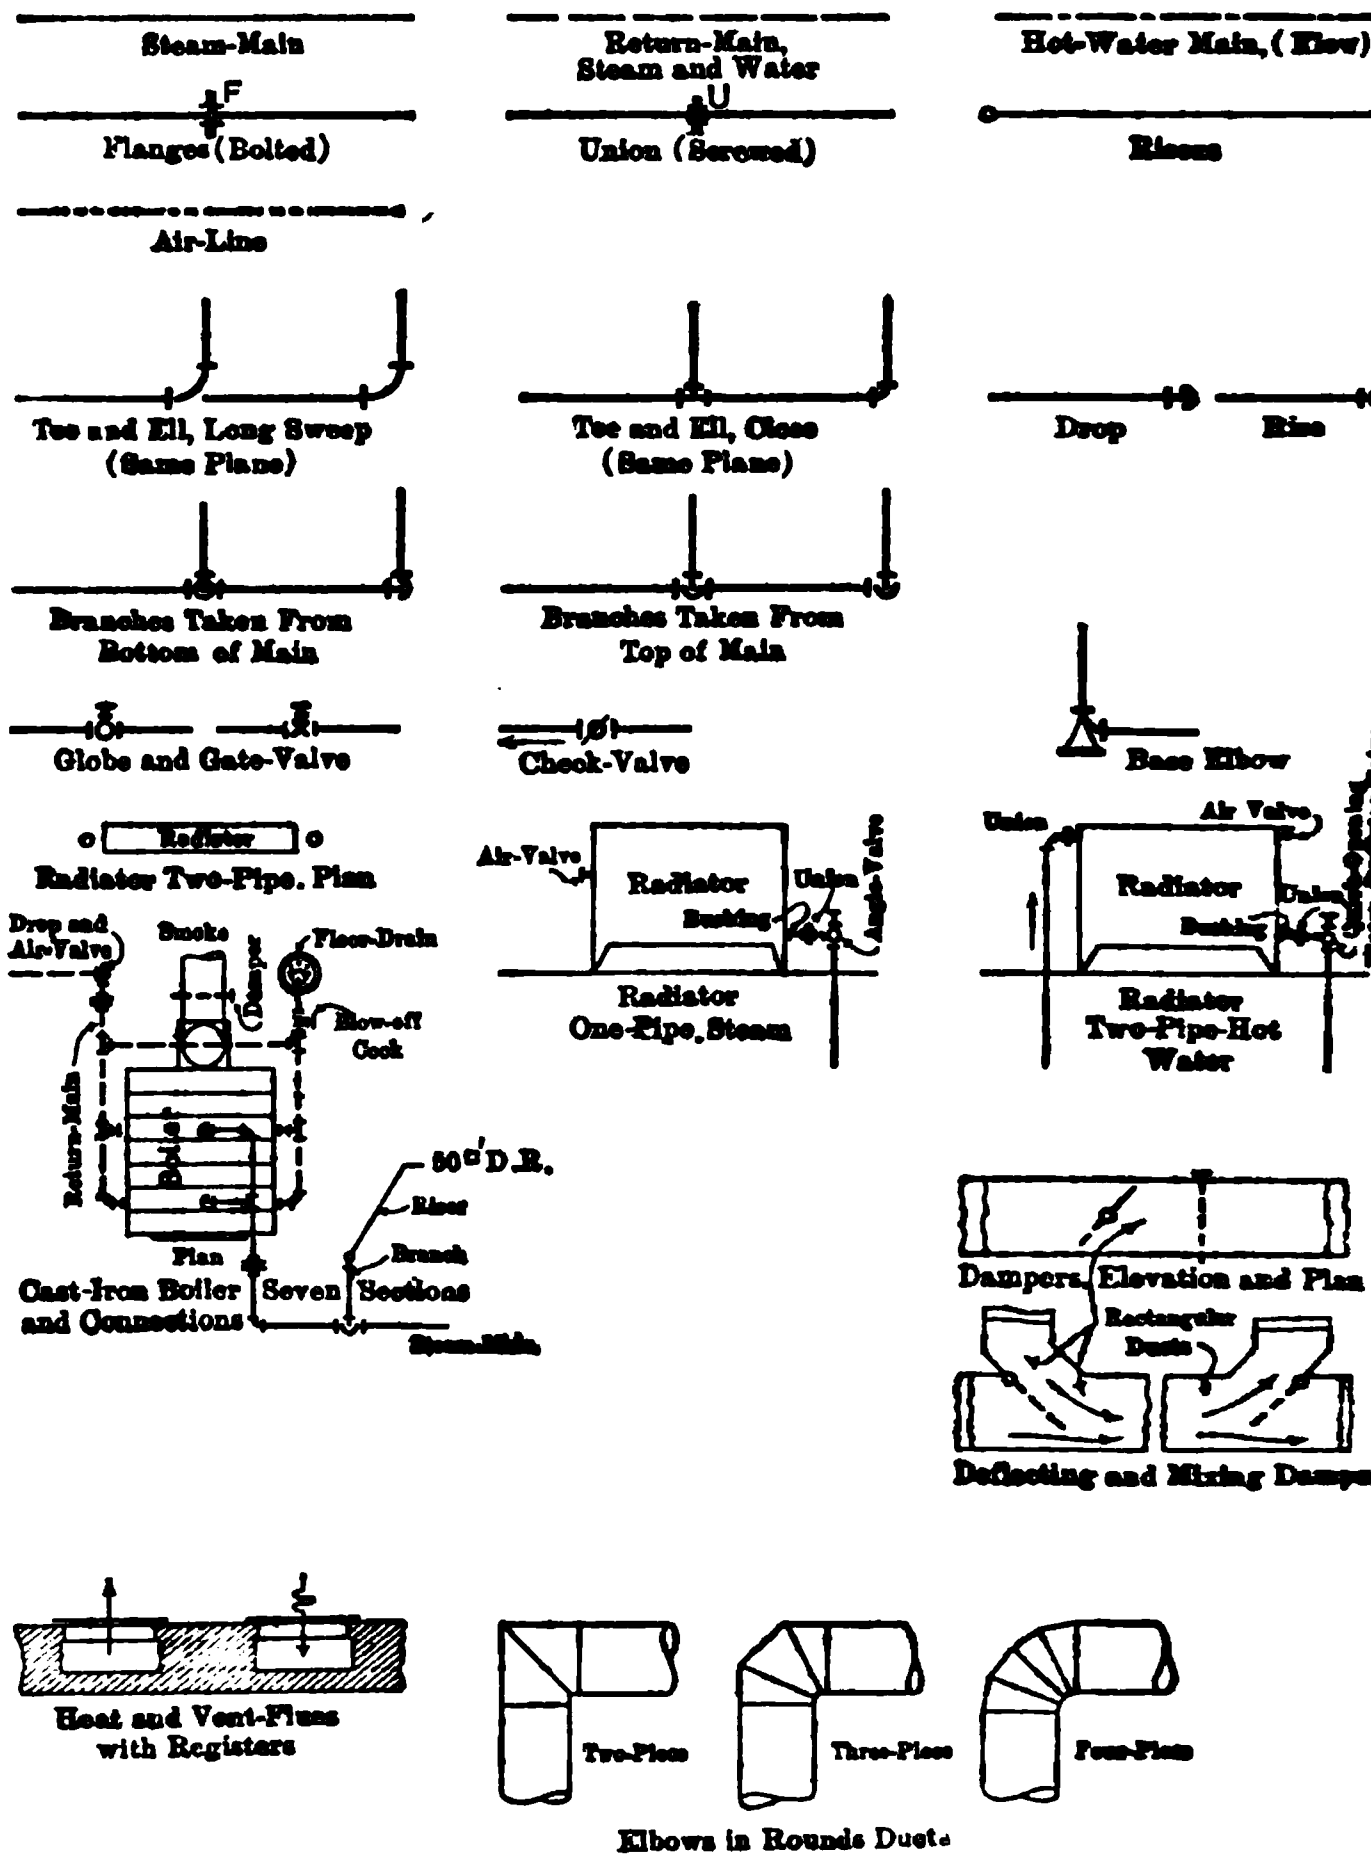 Steam-Main
Return-Main,
Steam and Water
Hot-Water Main, (Flow)
F
Flanges (Bolted)
U
Union (Screwed)
Risers
Air-Line
Tee and Ell, Long Sweep
(Same Plane)
Tee and Ell, Close
(Same Plane)
Drop
Rise
Branches Taken From
Bottom of Main
Branches Taken From
Top of Main
Globe and Gate-Valve
Check-Valve
Base Elbow
Radiator
Radiator Two-Pipe. Plan
Air-Valve
Radiator
Union
Bushing
Angle-Valve
Radiator
One-Pipe. Steam
Union
Air Valve
Radiator
Union
Bushing
Radiator
Two-Pipe-Hot
Water
Drop and
Air-Valve
Smoke
Damper
Floor-Drain
Blow-off
Cock
Return-Main
Boiler
Plan
50 □' D.R.
Riser
Branch
Cast-Iron Boiler Seven Sections
and Connections
Steam-Main.
Dampers, Elevation and Plan
Rectangular
Ducts
Deflecting and Mixing
Heat and Vent-Flues
with Registers
Two-Piece
Three-Piece
Four-Piece
Elbows in Rounds Ducts